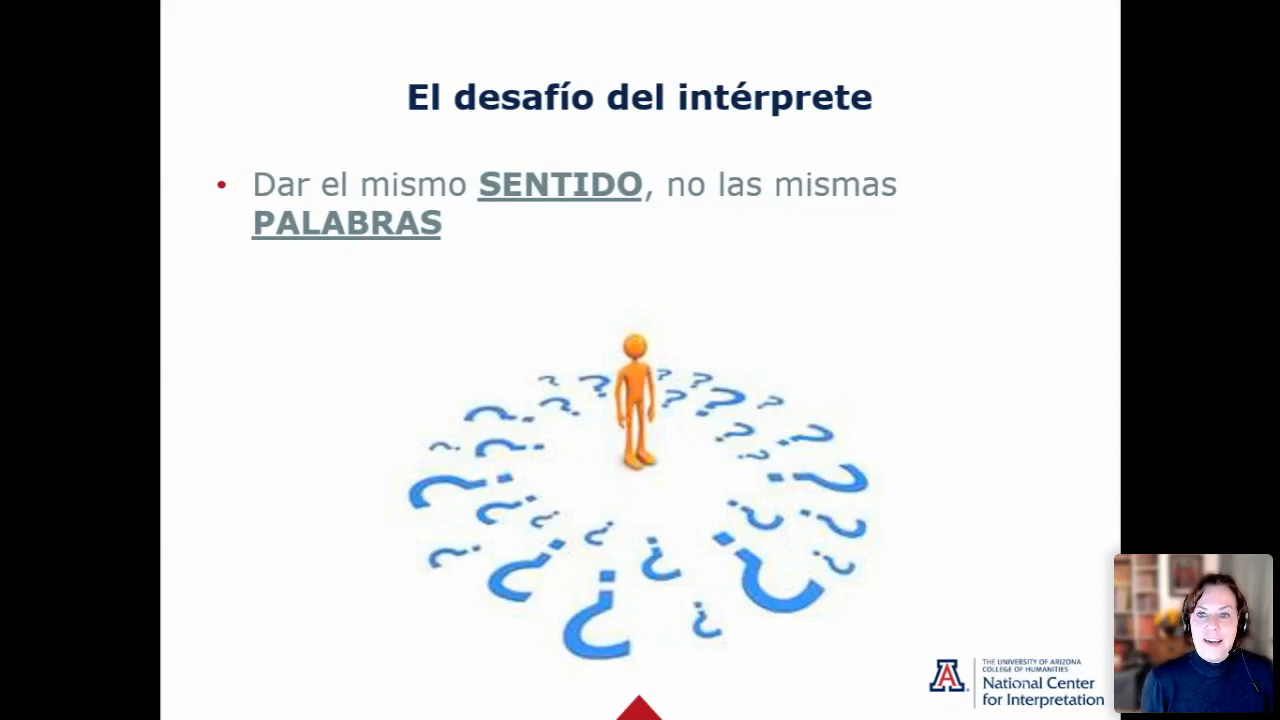 El desafío del intérprete
• Dar el mismo SENTIDO, no las mismas
PALABRAS
THE UNIVERSITY OF ARIZONA
COLLEGE OF HUMANITIES
National Center
for Interpretation